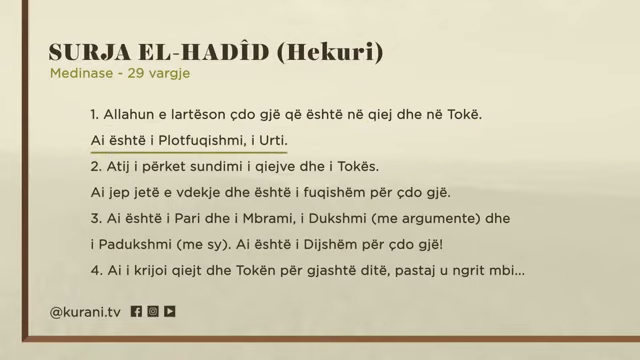 SURJA EL-HADÎD (Hekuri)
Medinase - 29 vargje
1. Allahun e lartëson çdo gjë që është në qiej dhe në Tokë.
Ai është i Plotfuqishmi, i Urti.
2. Atij i përket sundimi i qiejve dhe i Tokës.
Ai jep jetë e vdekje dhe është i fuqishëm për çdo gjë.
3. Ai është i Pari dhe i Mbrami, i Dukshmi (me argumente) dhe
i Padukshmi (me sy). Ai është i Dijshëm për çdo gjë!
4. Ai i krijoi qiejt dhe Tokën për gjashtë ditë, pastaj u ngrit mbi...
@kurani.tv